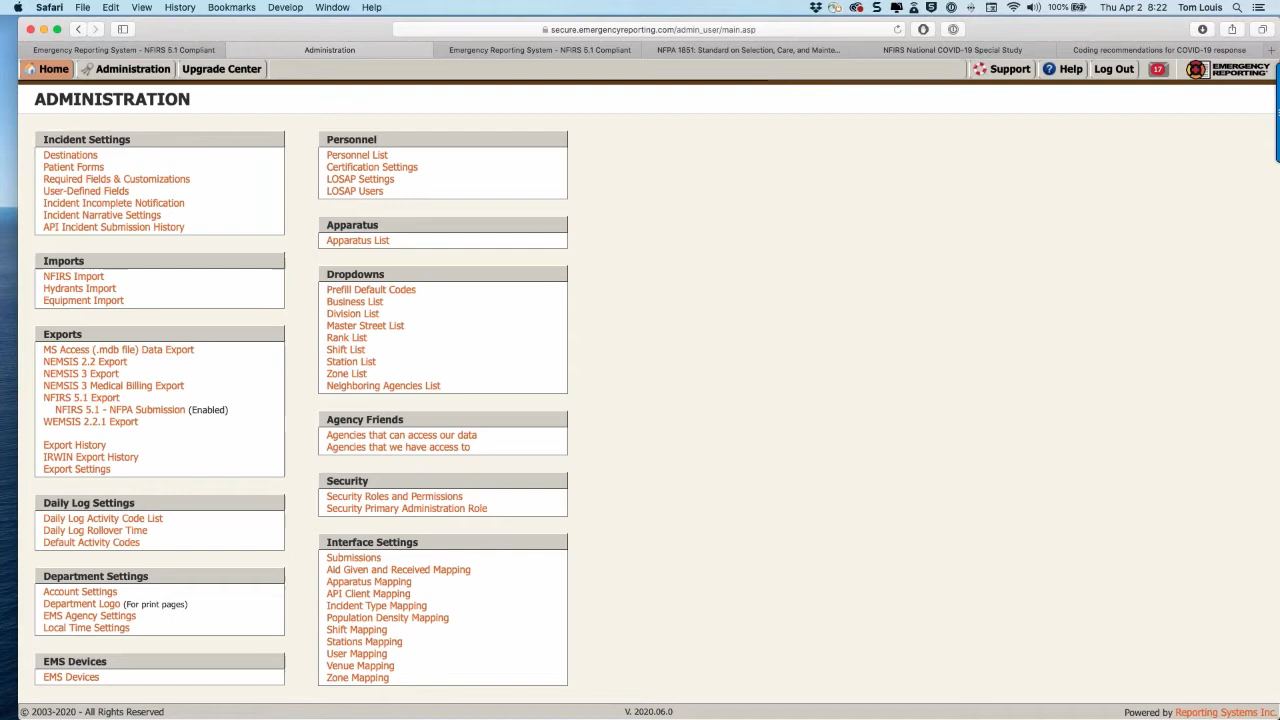 Safari File Edit View History Bookmarks Develop Window Help
100% Thu Apr 2 8:22 Tom Louis
secure.emergencyreporting.com/admin_user/main.asp
Emergency Reporting System - NFIRS 5.1 Compliant Administration Emergency Reporting System - NFIRS 5.1 Compliant NFPA 1851: Standard on Selection, Care, and Mainte... NFIRS National COVID-19 Special Study Coding recommendations for COVID-19 response
Home Administration Upgrade Center Support Help Log Out 17 EMERGENCY REPORTING
ADMINISTRATION
Incident Settings
Destinations
Patient Forms
Required Fields & Customizations
User-Defined Fields
Incident Incomplete Notification
Incident Narrative Settings
API Incident Submission History
Imports
NFIRS Import
Hydrants Import
Equipment Import
Exports
MS Access (.mdb file) Data Export
NEMSIS 2.2 Export
NEMSIS 3 Export
NEMSIS 3 Medical Billing Export
NFIRS 5.1 Export
NFIRS 5.1 - NFPA Submission (Enabled)
WEMSIS 2.2.1 Export
Export History
IRWIN Export History
Export Settings
Daily Log Settings
Daily Log Activity Code List
Daily Log Rollover Time
Default Activity Codes
Department Settings
Account Settings
Department Logo (For print pages)
EMS Agency Settings
Local Time Settings
EMS Devices
EMS Devices
Personnel
Personnel List
Certification Settings
LOSAP Settings
LOSAP Users
Apparatus
Apparatus List
Dropdowns
Prefill Default Codes
Business List
Division List
Master Street List
Rank List
Shift List
Station List
Zone List
Neighboring Agencies List
Agency Friends
Agencies that can access our data
Agencies that we have access to
Security
Security Roles and Permissions
Security Primary Administration Role
Interface Settings
Submissions
Aid Given and Received Mapping
Apparatus Mapping
API Client Mapping
Incident Type Mapping
Population Density Mapping
Shift Mapping
Stations Mapping
User Mapping
Venue Mapping
Zone Mapping
© 2003-2020 - All Rights Reserved V. 2020.06.0 Powered by Reporting Systems Inc.